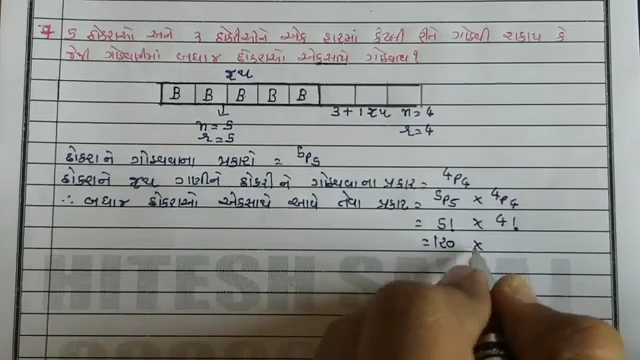 5 છોકરાઓ અને 3 છોકરીઓને એક હારમાં કેટલી રીતે ગોઠવી શકાય કે
જેથી ગોઠવણીમાં બધાજ છોકરાઓ એકસાથે ગોઠવાય?
જૂથ
B B B B B
3 + 1 જૂથ n = 4
n = 5
r = 4
r = 5
છોકરાને ગોઠવવાના પ્રકારો = ⁵P₅
છોકરાને જૂથ ગણીને છોકરી ને ગોઠવવાના પ્રકાર = ⁴P₄
∴ બધાજ છોકરાઓ એકસાથે આવે તેવા પ્રકાર = ⁵P₅ × ⁴P₄
= 5! × 4!
= 120 ×
HITESH